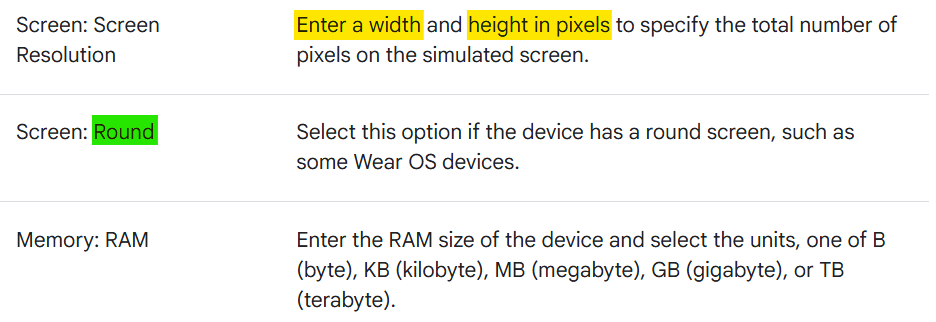 Screen: Screen Resolution
Enter a width and height in pixels to specify the total number of
pixels on the simulated screen.
Screen: Round
Select this option if the device has a round screen, such as
some Wear OS devices.
Memory: RAM
Enter the RAM size of the device and select the units, one of B
(byte), KB (kilobyte), MB (megabyte), GB (gigabyte), or TB
(terabyte).